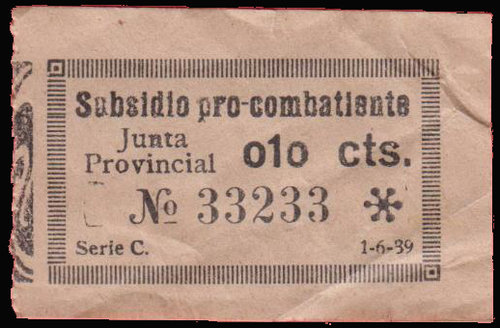 Subsidio pro-combatiente
Junta
Provincial 010 cts.
№ 33233 *
Serie C. 1-6-39